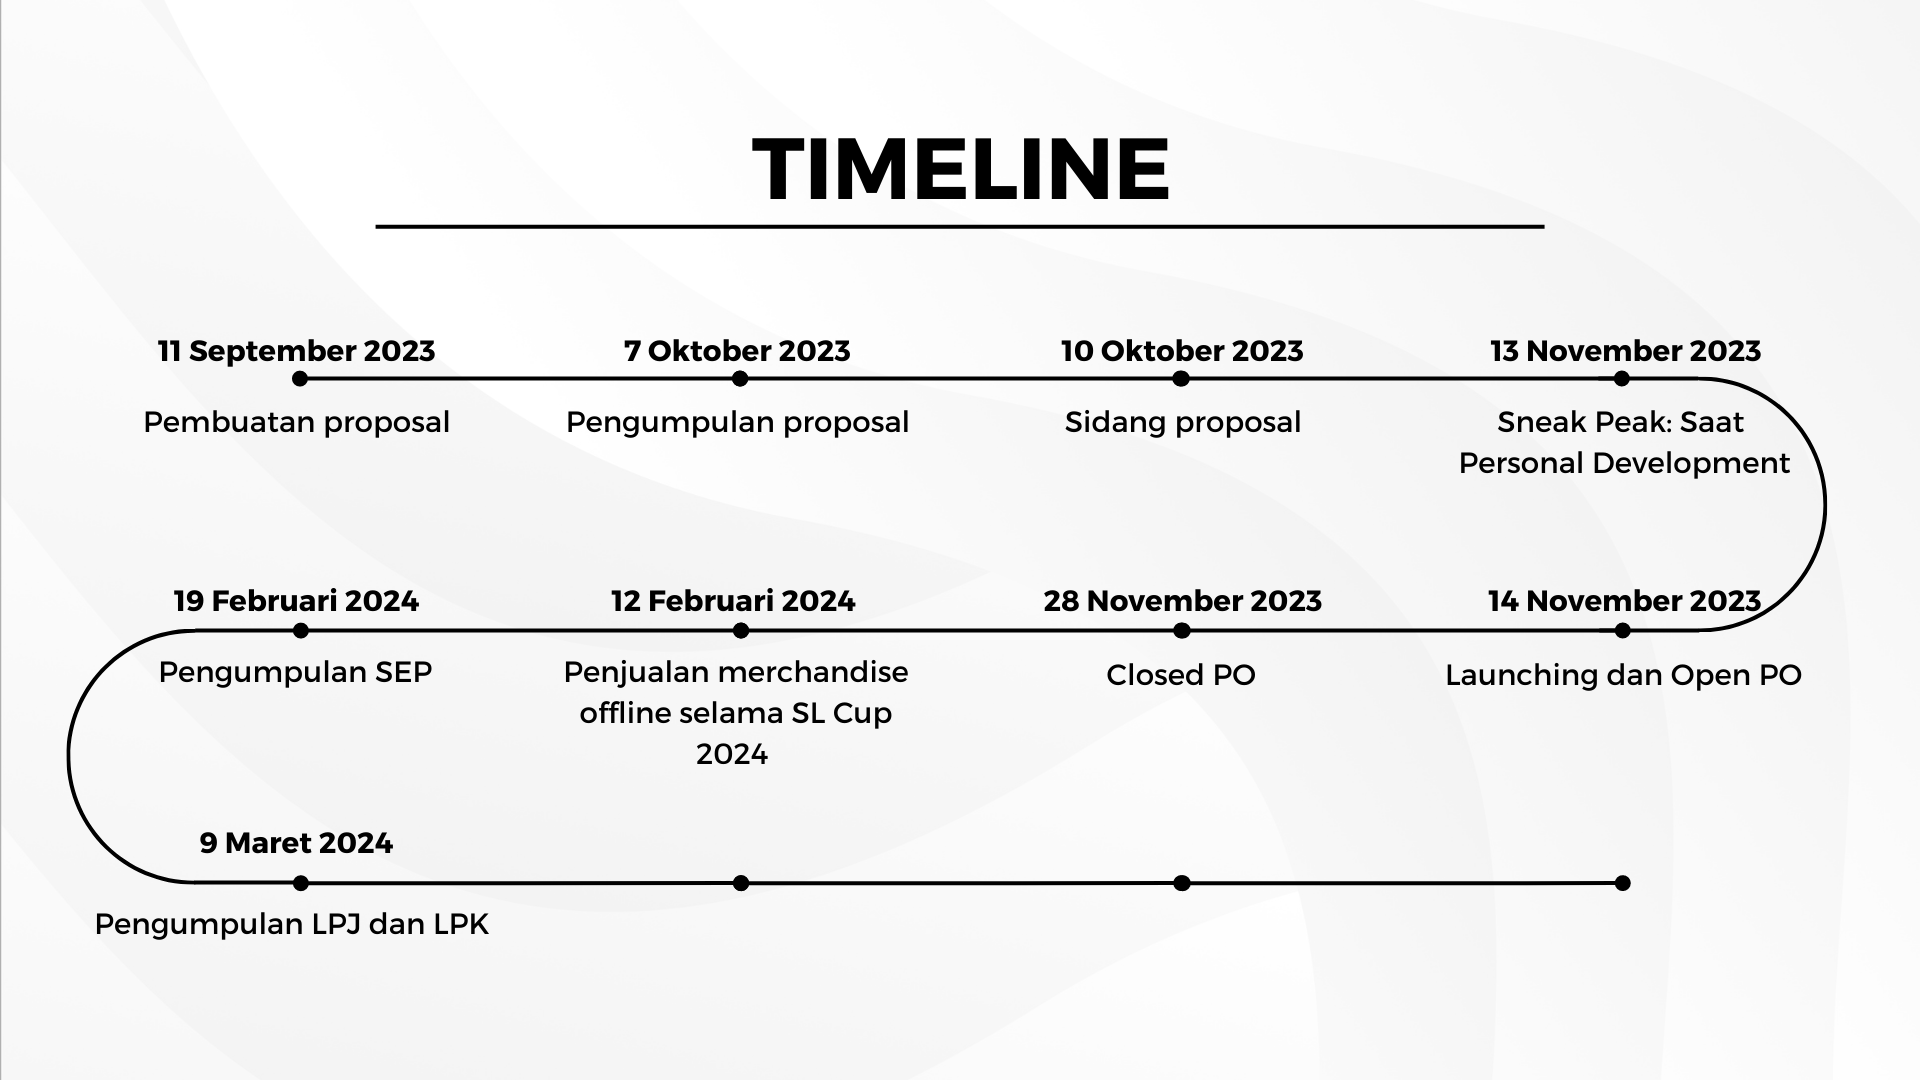 TIMELINE
11 September 2023
Pembuatan proposal
7 Oktober 2023
Pengumpulan proposal
10 Oktober 2023
Sidang proposal
13 November 2023
Sneak Peak: Saat
Personal Development
14 November 2023
Launching dan Open PO
28 November 2023
Closed PO
12 Februari 2024
Penjualan merchandise
offline selama SL Cup
2024
19 Februari 2024
Pengumpulan SEP
9 Maret 2024
Pengumpulan LPJ dan LPK